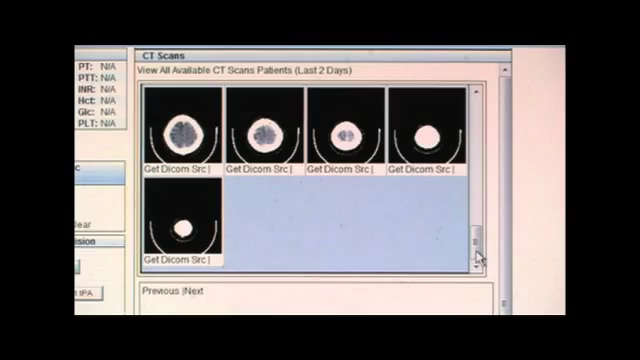 CT Scans
View All Available CT Scans Patients (Last 2 Days)
PT: N/A
PTT: N/A
INR: N/A
Hct: N/A
Glc: N/A
PLT: N/A
Get Dicom Src | Get Dicom Src | Get Dicom Src | Get Dicom Src |
Get Dicom Src |
Previous |Next
tPA